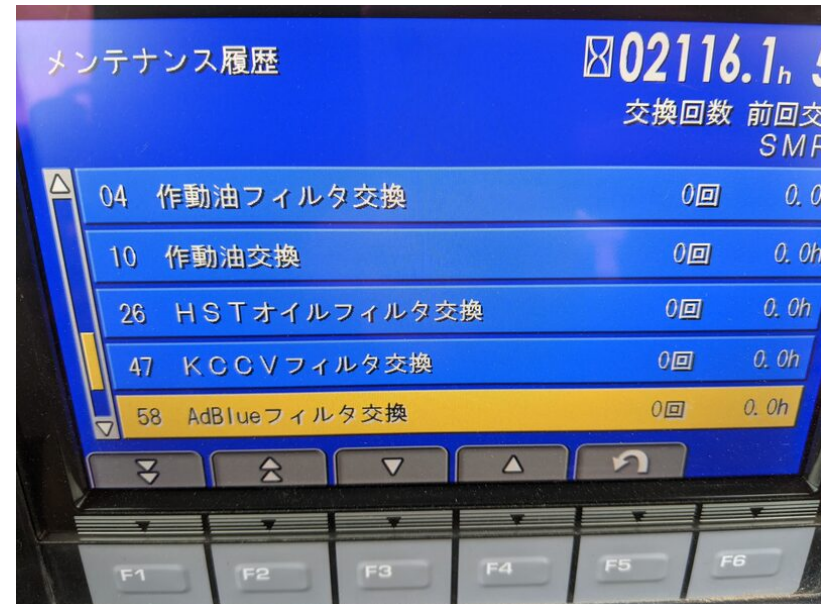 メンテナンス履歴 02116.1h
交換回数 前回交
SMR
04 作動油フィルタ交換 0回 0.0
10 作動油交換 0回 0.0h
26 HSTオイルフィルタ交換 0回 0.0h
47 KCCVフィルタ交換 0回 0.0h
58 AdBlueフィルタ交換 0回 0.0h
F1 F2 F3 F4 F5 F6